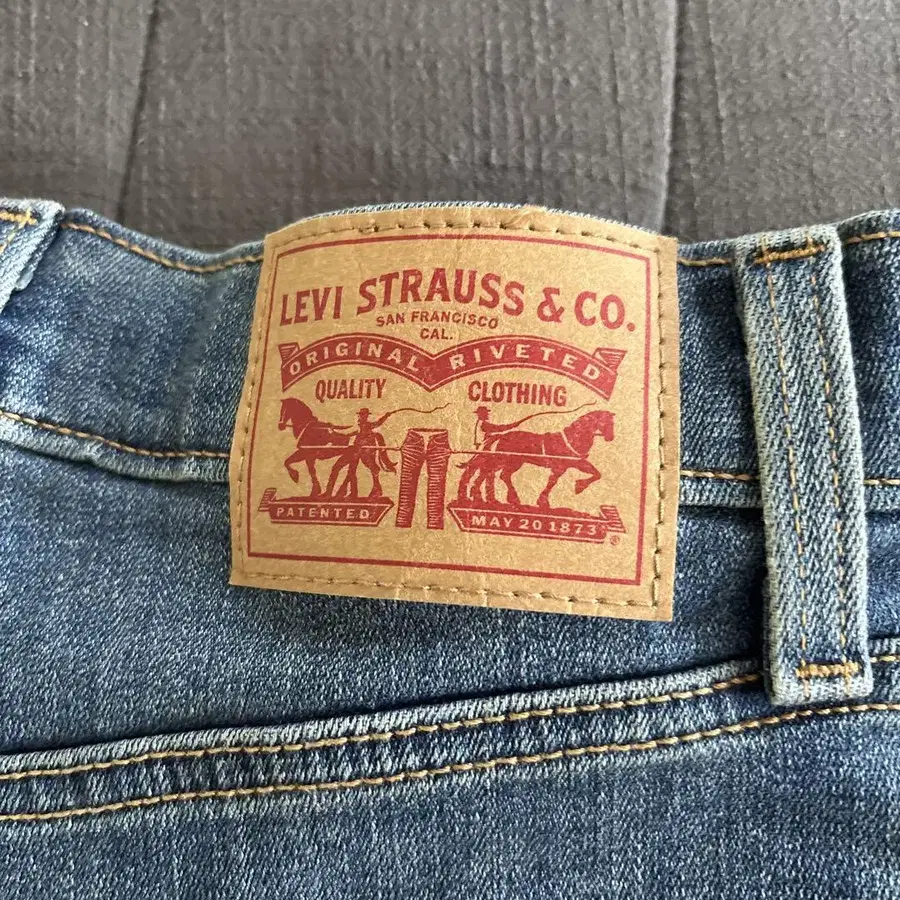 LEVI STRAUSS & CO.
SAN FRANCISCO
CAL.
ORIGINAL RIVETED
QUALITY CLOTHING
PATENTED
MAY 20 1873
®